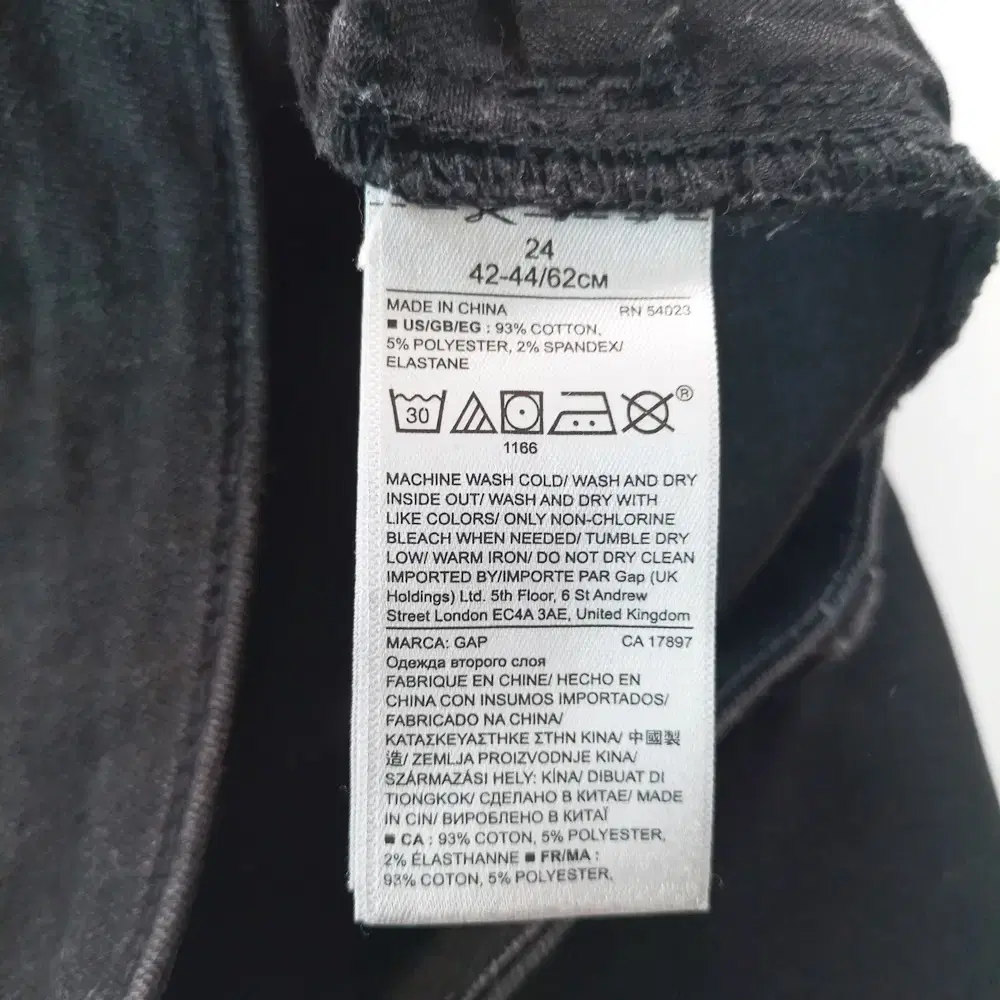 24
42-44/62CM
MADE IN CHINA RN 54023
■ US/GB/EG : 93% COTTON,
5% POLYESTER, 2% SPANDEX/
ELASTANE
30 ®
1166
MACHINE WASH COLD/ WASH AND DRY
INSIDE OUT/ WASH AND DRY WITH
LIKE COLORS/ ONLY NON-CHLORINE
BLEACH WHEN NEEDED/ TUMBLE DRY
LOW/ WARM IRON/ DO NOT DRY CLEAN
IMPORTED BY/IMPORTE PAR Gap (UK
Holdings) Ltd. 5th Floor, 6 St Andrew
Street London EC4A 3AE, United Kingdom
MARCA: GAP CA 17897
Одежда второго слоя
FABRIQUE EN CHINE/ HECHO EN
CHINA CON INSUMOS IMPORTADOS/
FABRICADO NA CHINA/
ΚΑΤΑΣΚΕΥΑΣΤΗΚΕ ΣΤΗΝ ΚΙΝΑ/ 中國製
造/ ZEMLJA PROIZVODNJE KINA/
SZÁRMAZÁSI HELY: KÍNA/ DIBUAT DI
TIONGKOK/ СДЕЛАНО В КИТАЕ/ MADE
IN CIN/ ВИРОБЛЕНО В КИТАЇ
■ CA : 93% COTON, 5% POLYESTER,
2% ÉLASTHANNE ■ FR/MA :
93% COTON, 5% POLYESTER,